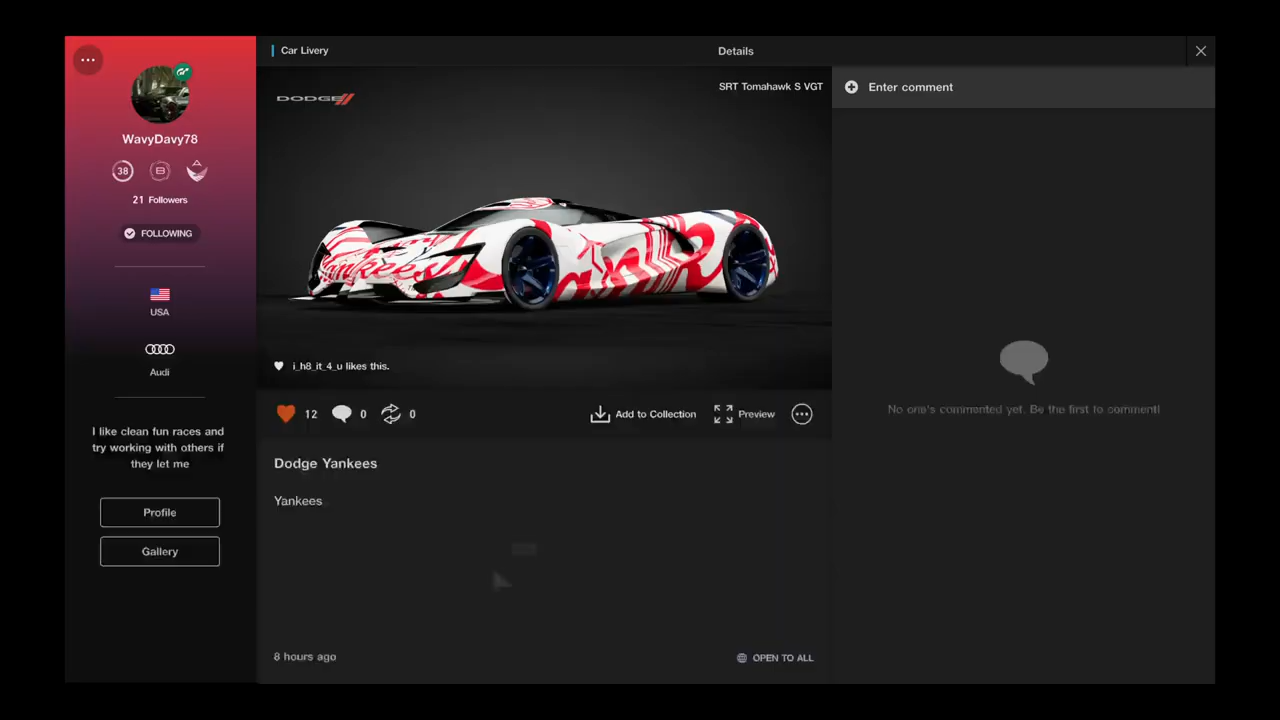 Car Livery
Details
WavyDavy78
38
21 Followers
FOLLOWING
USA
Audi
I like clean fun races and
try working with others if
they let me
Profile
Gallery
DODGE
SRT Tomahawk S VGT
Yankees
i_h8_it_4_u likes this.
12
0
0
Add to Collection
Preview
Dodge Yankees
Yankees
8 hours ago
OPEN TO ALL
Enter comment
No one's commented yet. Be the first to comment!